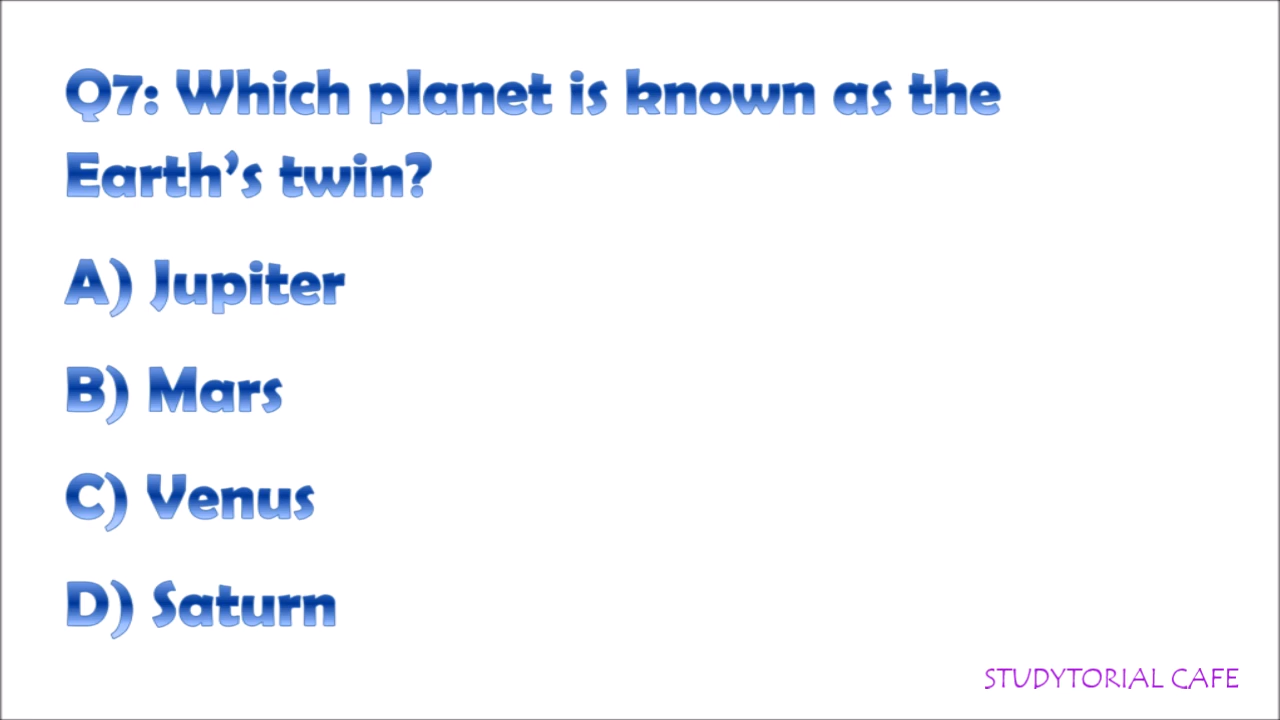 Q7: Which planet is known as the
Earth’s twin?
A) Jupiter
B) Mars
C) Venus
D) Saturn
STUDYTORIAL CAFE